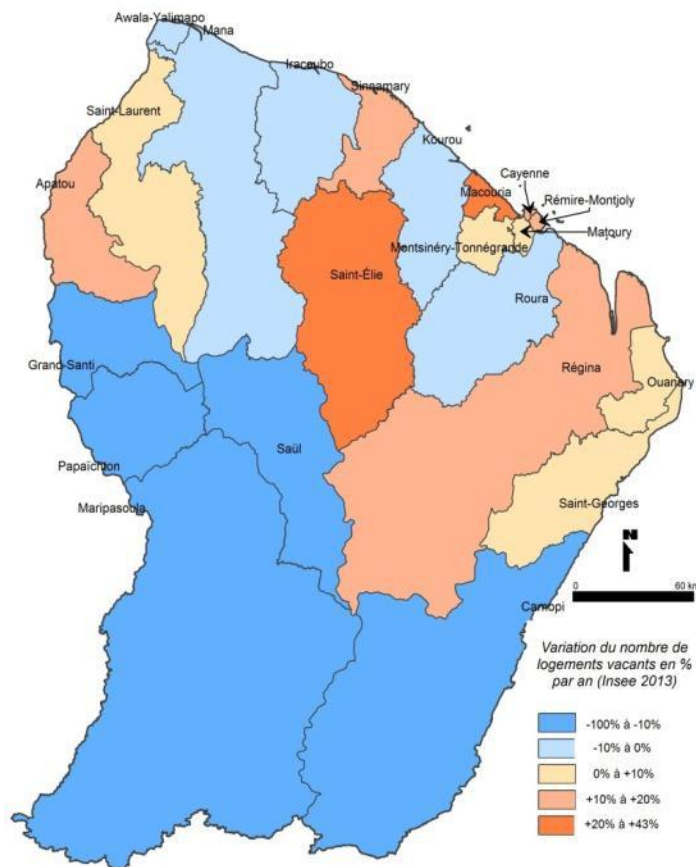 Awala-Yalimapo
Mana
Iracoubo
Sinnamary
Saint-Laurent
Kourou
Cayenne
Apatou
Macouria
Rémire-Montjoly
Matoury
Montsinéry-Tonnégrande
Saint-Élie
Roura
Grand-Santi
Régina
Ouanary
Saül
Papaïchton
Maripasoula
Saint-Georges
N
0
60 km
Camopi
Variation du nombre de
logements vacants en %
par an (Insee 2013)
-100% à -10%
-10% à 0%
0% à +10%
+10% à +20%
+20% à +43%